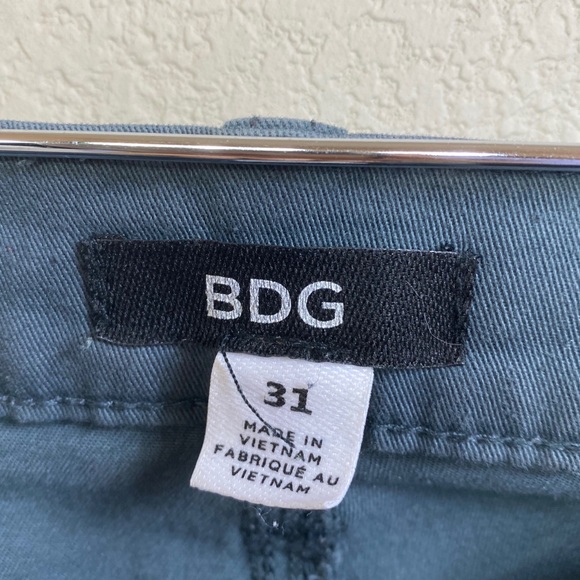 BDG
31
MADE IN
VIETNAM
FABRIQUÉ AU
VIETNAM